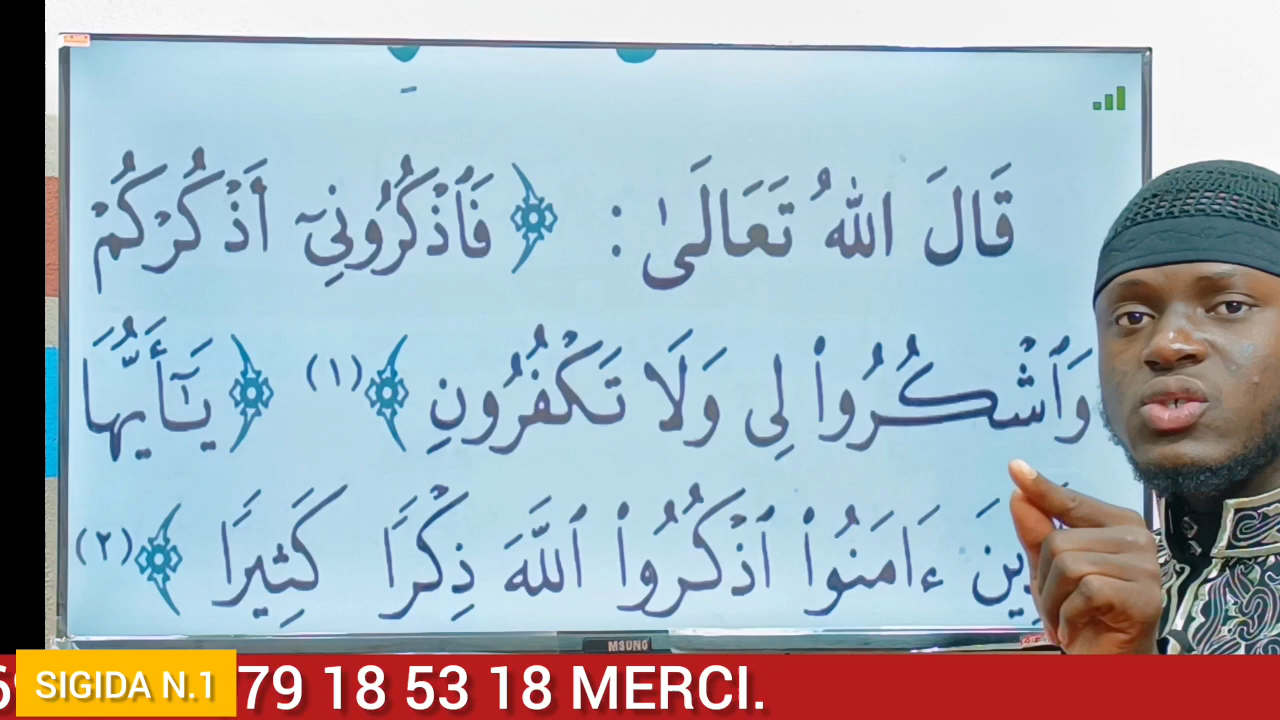 قَالَ اللهُ تَعَالَىٰ : ﴿ فَٱذْكُرُونِىٓ أَذْكُرْكُمْ
وَٱشْكُرُوا۟ لِى وَلَا تَكْفُرُونِ ﴾ (١) ﴿ يَـٰٓأَيُّهَا
ءَامَنُوا۟ ٱذْكُرُوا۟ ٱللَّهَ ذِكْرًا كَثِيرًا ﴾ (٢)
MSUNG
SIGIDA N.1 79 18 53 18 MERCI.